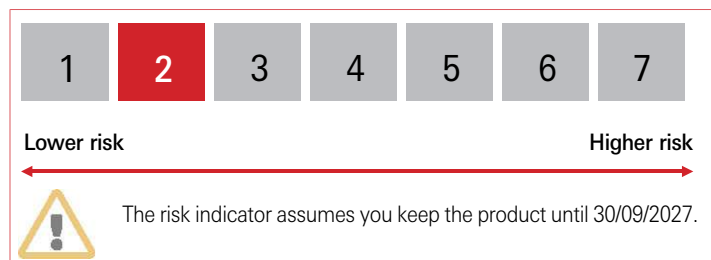 1 2 3 4 5 6 7
Lower risk Higher risk
The risk indicator assumes you keep the product until 30/09/2027.